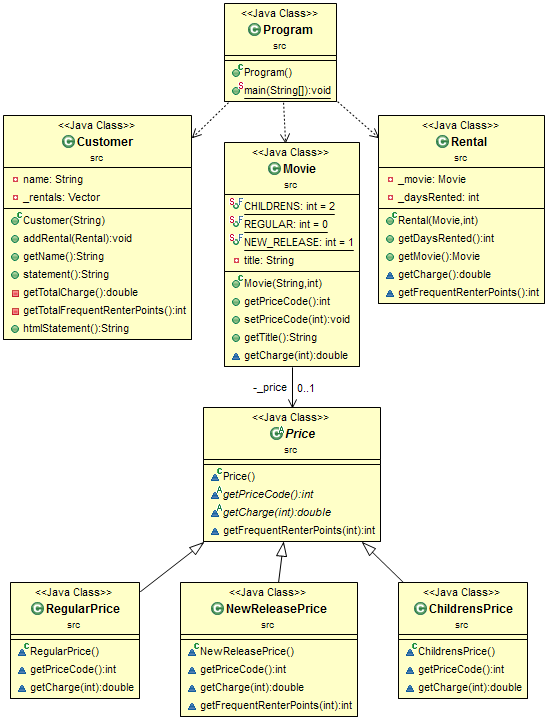 <<Java Class>>
Program
src
Program()
main(String[]):void
<<Java Class>>
Customer
src
name: String
_rentals: Vector
Customer(String)
addRental(Rental):void
getName():String
statement():String
getTotalCharge():double
getTotalFrequentRenterPoints():int
htmlStatement():String
<<Java Class>>
Movie
src
CHILDRENS: int = 2
REGULAR: int = 0
NEW_RELEASE: int = 1
title: String
Movie(String,int)
getPriceCode():int
setPriceCode(int):void
getTitle():String
getCharge(int):double
<<Java Class>>
Rental
src
_movie: Movie
_daysRented: int
Rental(Movie,int)
getDaysRented():int
getMovie():Movie
getCharge():double
getFrequentRenterPoints():int
-_price 0..1
<<Java Class>>
Price
src
Price()
getPriceCode():int
getCharge(int):double
getFrequentRenterPoints(int):int
<<Java Class>>
RegularPrice
src
RegularPrice()
getPriceCode():int
getCharge(int):double
<<Java Class>>
NewReleasePrice
src
NewReleasePrice()
getPriceCode():int
getCharge(int):double
getFrequentRenterPoints(int):int
<<Java Class>>
ChildrensPrice
src
ChildrensPrice()
getPriceCode():int
getCharge(int):double